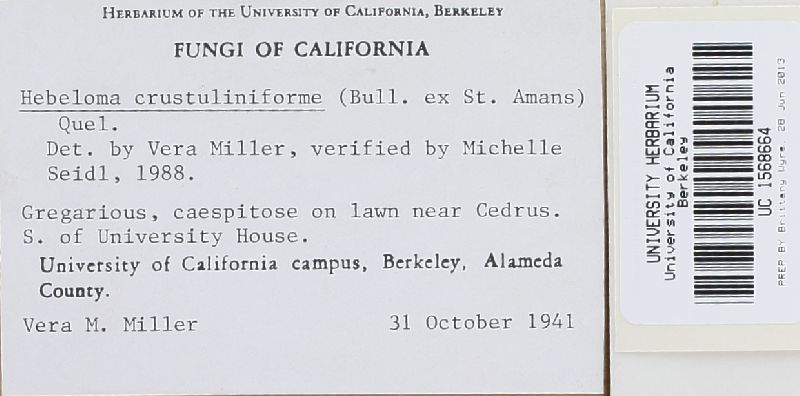 HERBARIUM OF THE UNIVERSITY OF CALIFORNIA, BERKELEY
FUNGI OF CALIFORNIA
Hebeloma crustuliniforme (Bull. ex St. Amans)
Quel.
Det. by Vera Miller, verified by Michelle
Seidl, 1988.
Gregarious, caespitose on lawn near Cedrus.
S. of University House.
University of California campus, Berkeley, Alameda
County.
Vera M. Miller 31 October 1941
UNIVERSITY HERBARIUM
University of California
Berkeley
UC 1568664
PREP BY Brittany Uyre, 28 Jun 2013